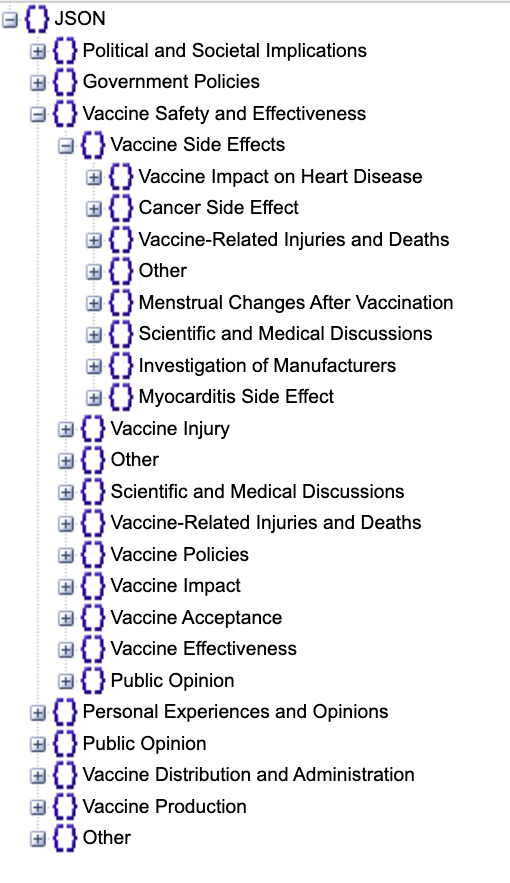 JSON
Political and Societal Implications
Government Policies
Vaccine Safety and Effectiveness
Vaccine Side Effects
Vaccine Impact on Heart Disease
Cancer Side Effect
Vaccine-Related Injuries and Deaths
Other
Menstrual Changes After Vaccination
Scientific and Medical Discussions
Investigation of Manufacturers
Myocarditis Side Effect
Vaccine Injury
Other
Scientific and Medical Discussions
Vaccine-Related Injuries and Deaths
Vaccine Policies
Vaccine Impact
Vaccine Acceptance
Vaccine Effectiveness
Public Opinion
Personal Experiences and Opinions
Public Opinion
Vaccine Distribution and Administration
Vaccine Production
Other